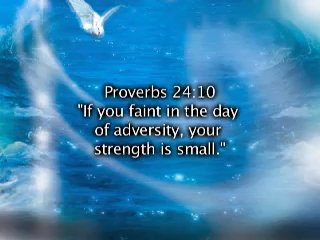 Proverbs 24:10
"If you faint in the day
of adversity, your
strength is small."